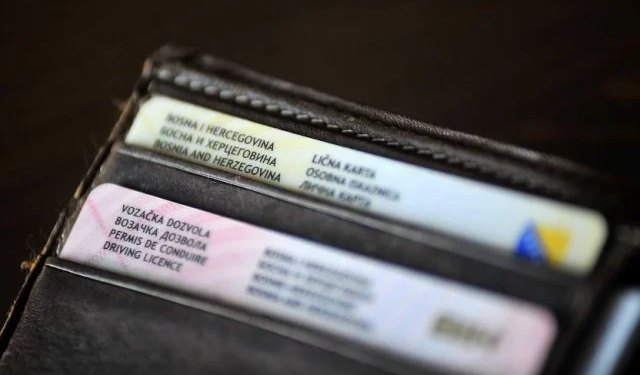 BOSNA I HERCEGOVINA
БОСНА И ХЕРЦЕГОВИНА
BOSNIA AND HERZEGOVINA
LIČNA KARTA
OSOBNA ISKAZNICA
ЛИЧНА КАРТА
VOZAČKA DOZVOLA
ВОЗАЧКА ДОЗВОЛА
PERMIS DE CONDUIRE
DRIVING LICENCE